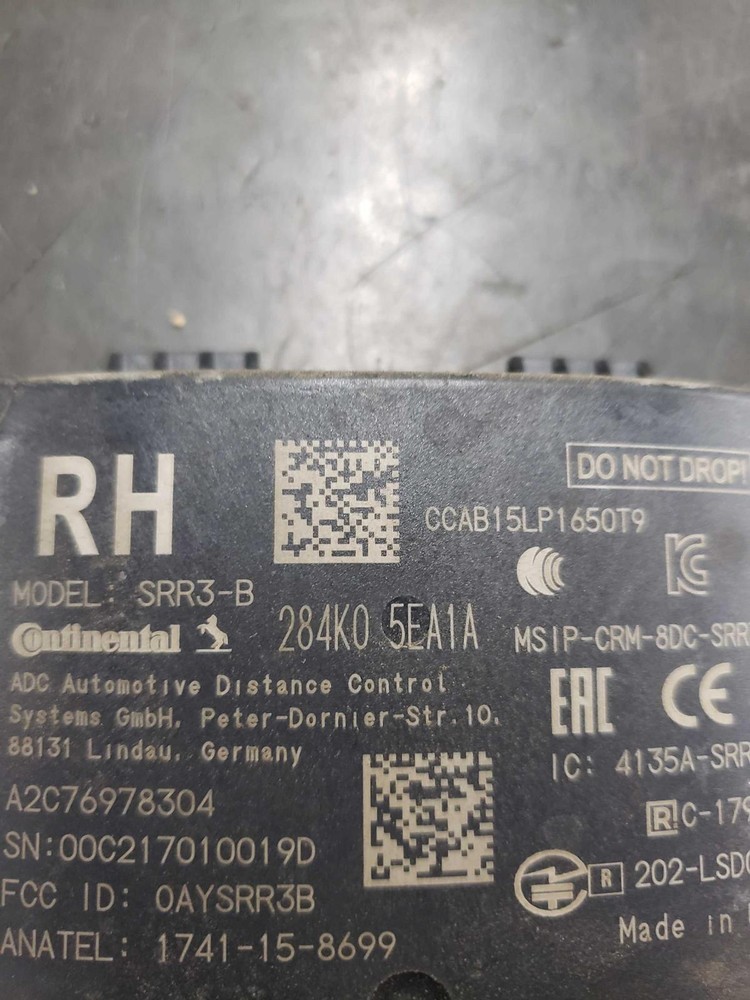 RH
DO NOT DROP!
CCAB15LP1650T9
MODEL: SRR3-B
Continental
284K0 5EA1A
MSIP-CRM-8DC-SRR
ADC Automotive Distance Control
Systems GmbH, Peter-Dornier-Str.10,
88131 Lindau, Germany
EAC CE
IC: 4135A-SRR
A2C76978304
R C-179
SN:00C217010019D
R 202-LSD
FCC ID: OAYSRR3B
Made in
ANATEL: 1741-15-8699